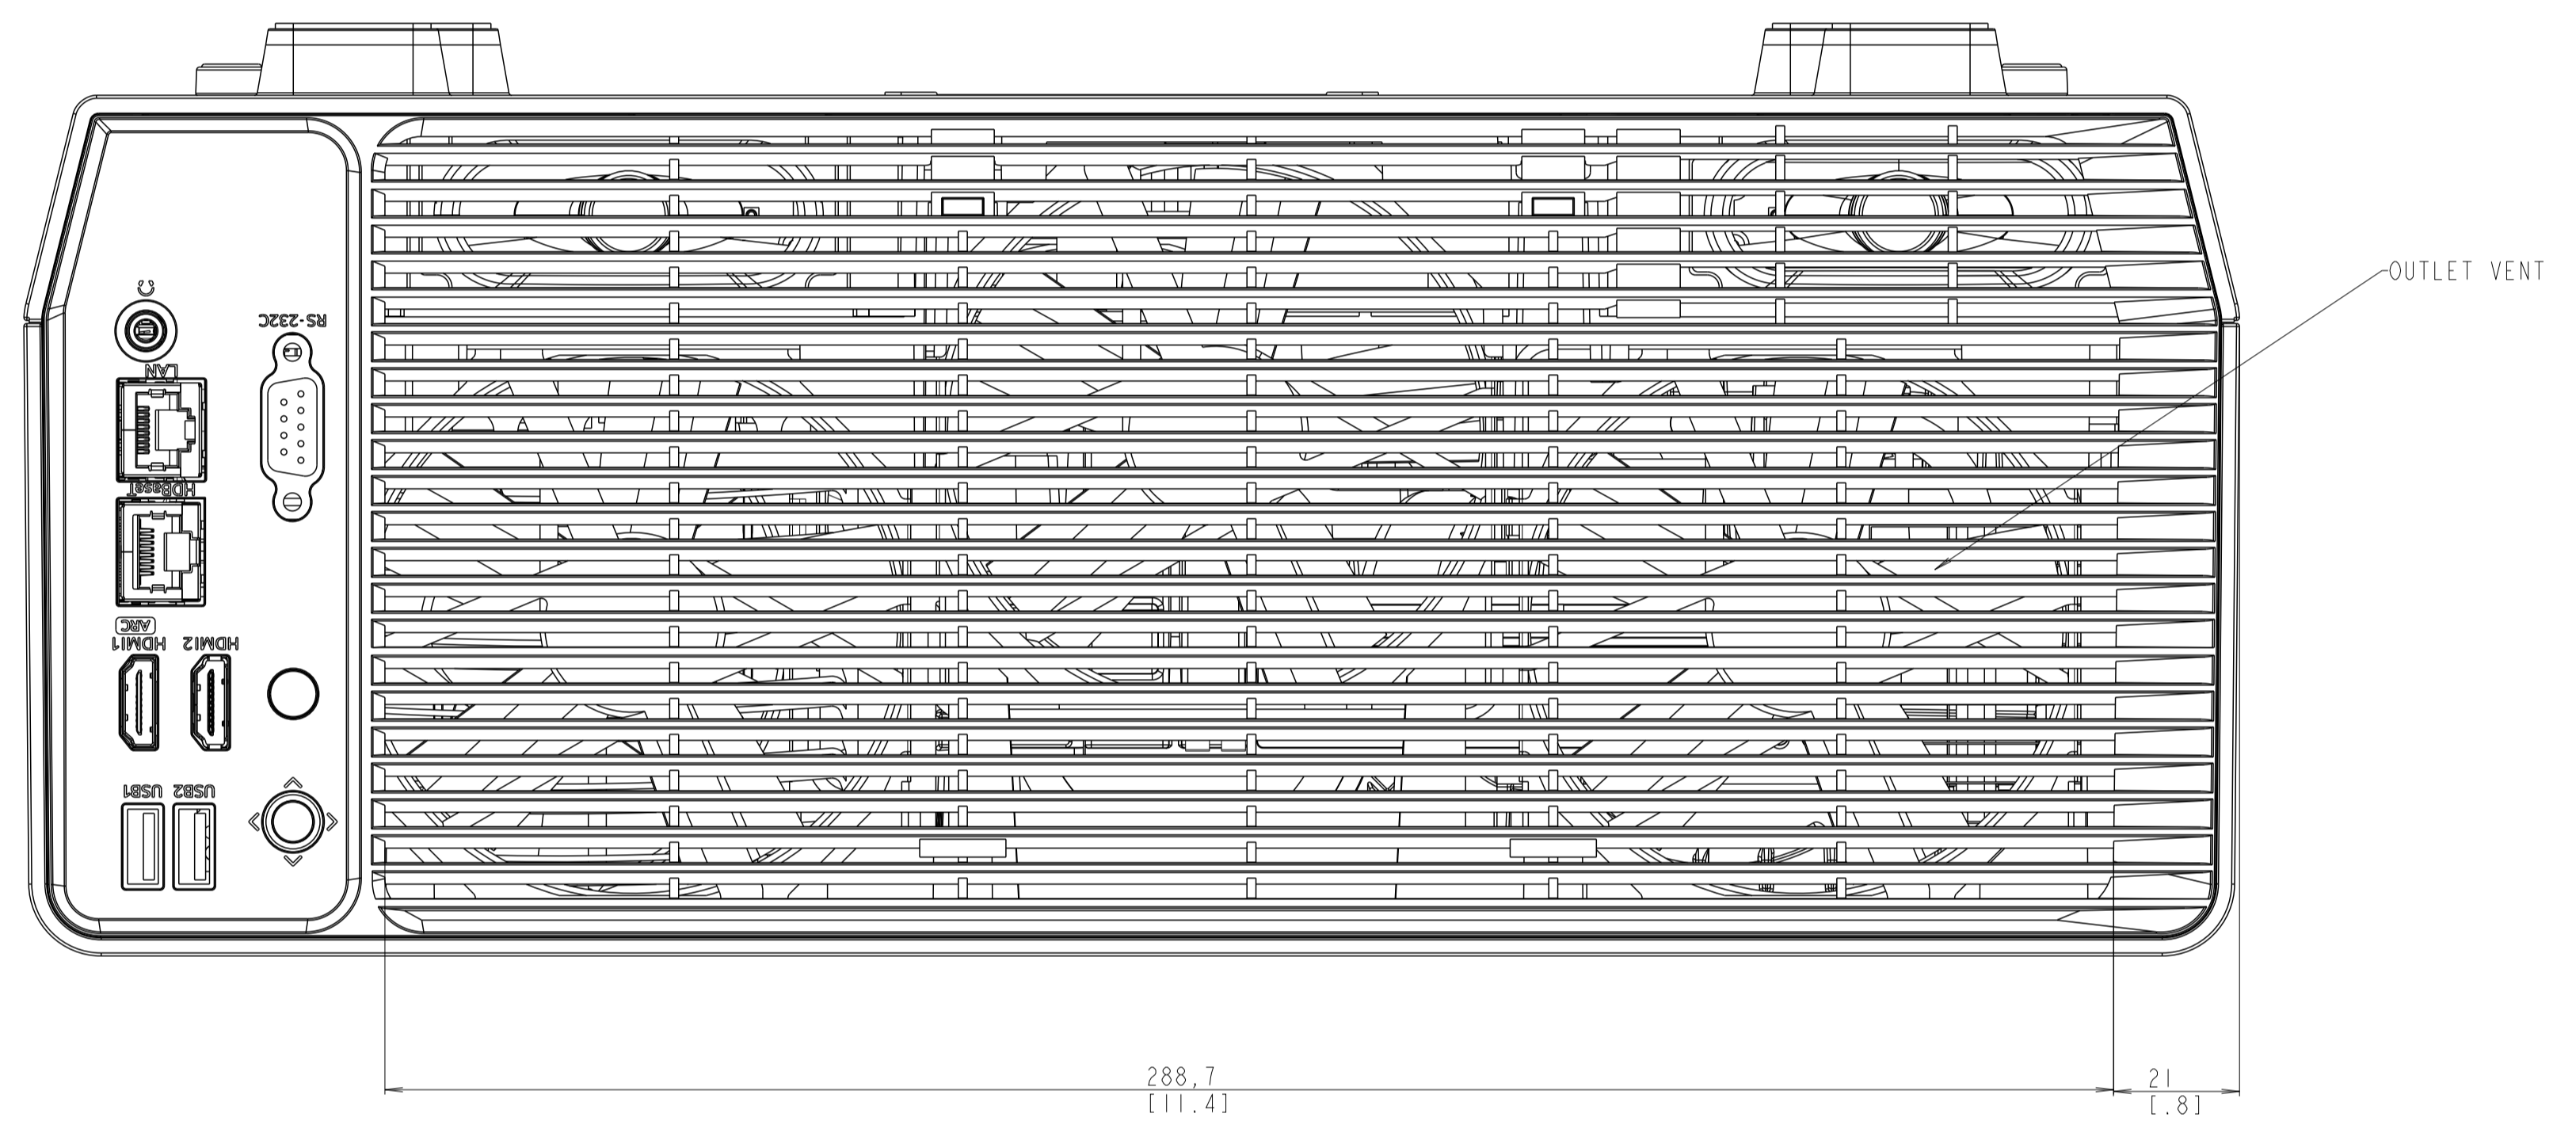 OUTLET VENT
RS-232C
LAN
HDBaseT
ARC
HDMI1 HDMI2
USB1 USB2
288,7
[11.4]
21
[.8]